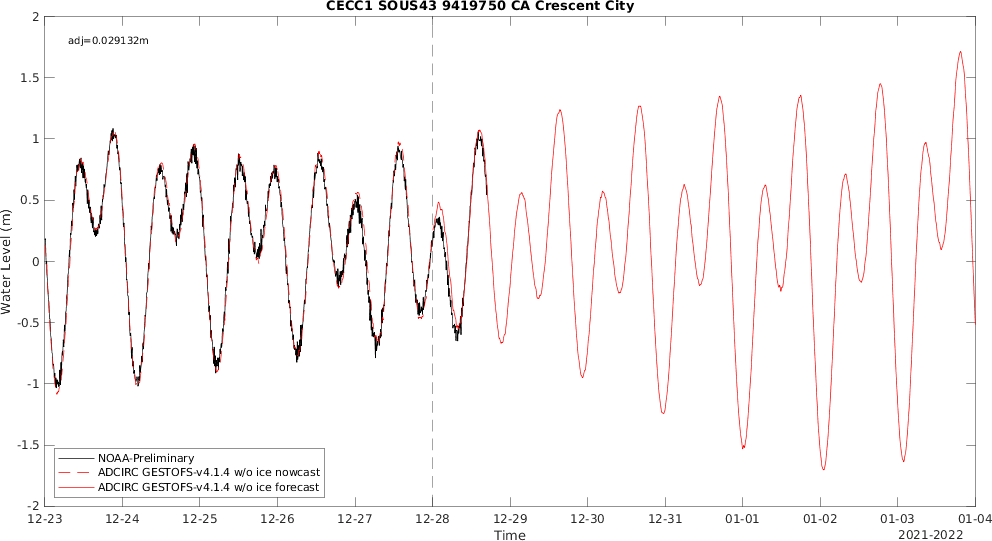 CECC1 SOUS43 9419750 CA Crescent City
adj=0.029132m
2
1.5
1
0.5
0
-0.5
-1
-1.5
-2
Water Level (m)
NOAA-Preliminary
ADCIRC GESTOFS-v4.1.4 w/o ice nowcast
ADCIRC GESTOFS-v4.1.4 w/o ice forecast
12-23 12-24 12-25 12-26 12-27 12-28 12-29 12-30 12-31 01-01 01-02 01-03 01-04
Time
2021-2022